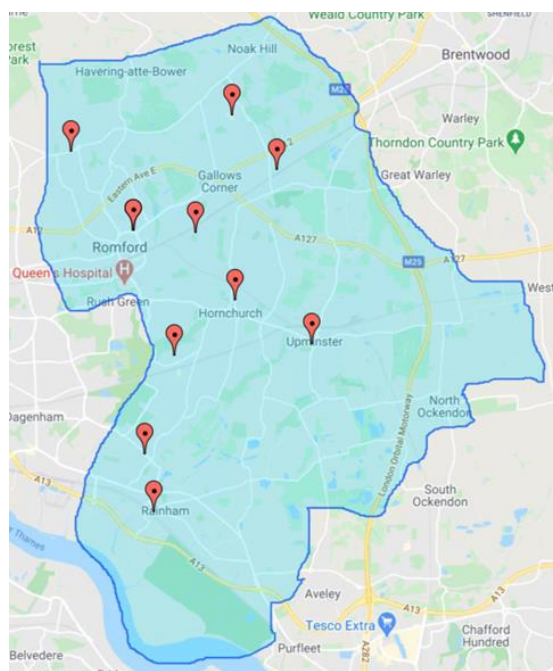 Weald Country Park
SHENFIELD
Noak Hill
Brentwood
Park
Havering-atte-Bower
M25
Warley
Thorndon Country Park
Great Warley
Gallows
Corner
Eastern Ave E
A12
Romford
A127
M25
A127
Queen's Hospital
H
West
Rush Green
Hornchurch
Upminster
Dagenham
North
Ockendon
London Orbital Motorway
A13
South
Ockendon
Rainham
Thames
A13
Aveley
A13
Tesco Extra
Chafford
Hundred
Belvedere
Purfleet
A282